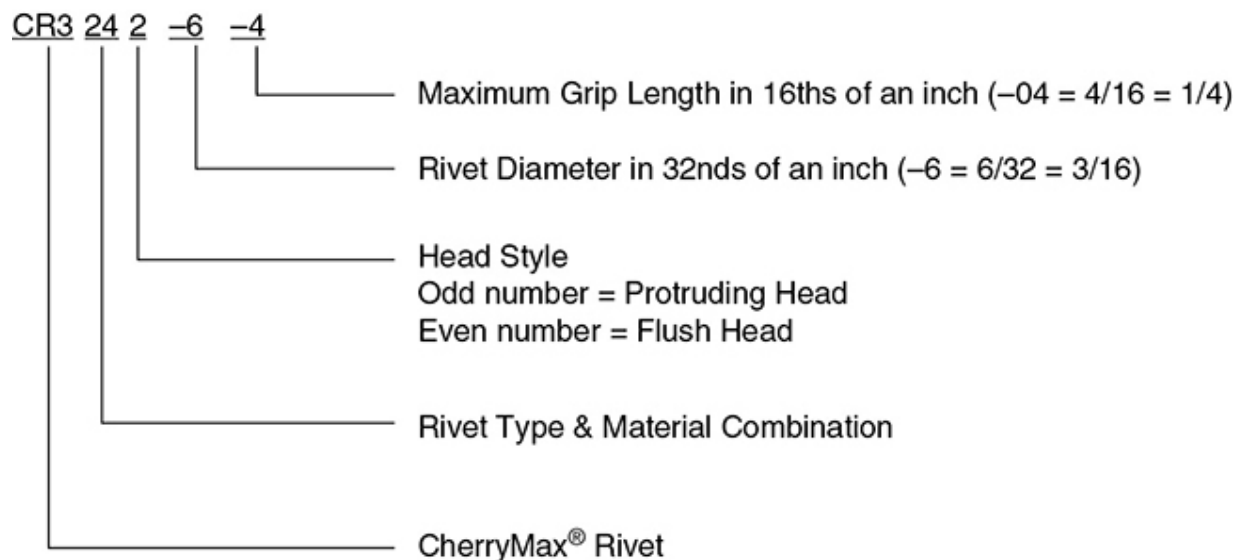 CR3 24 2 –6 –4
Maximum Grip Length in 16ths of an inch (–04 = 4/16 = 1/4)
Rivet Diameter in 32nds of an inch (–6 = 6/32 = 3/16)
Head Style
Odd number = Protruding Head
Even number = Flush Head
Rivet Type & Material Combination
CherryMax® Rivet